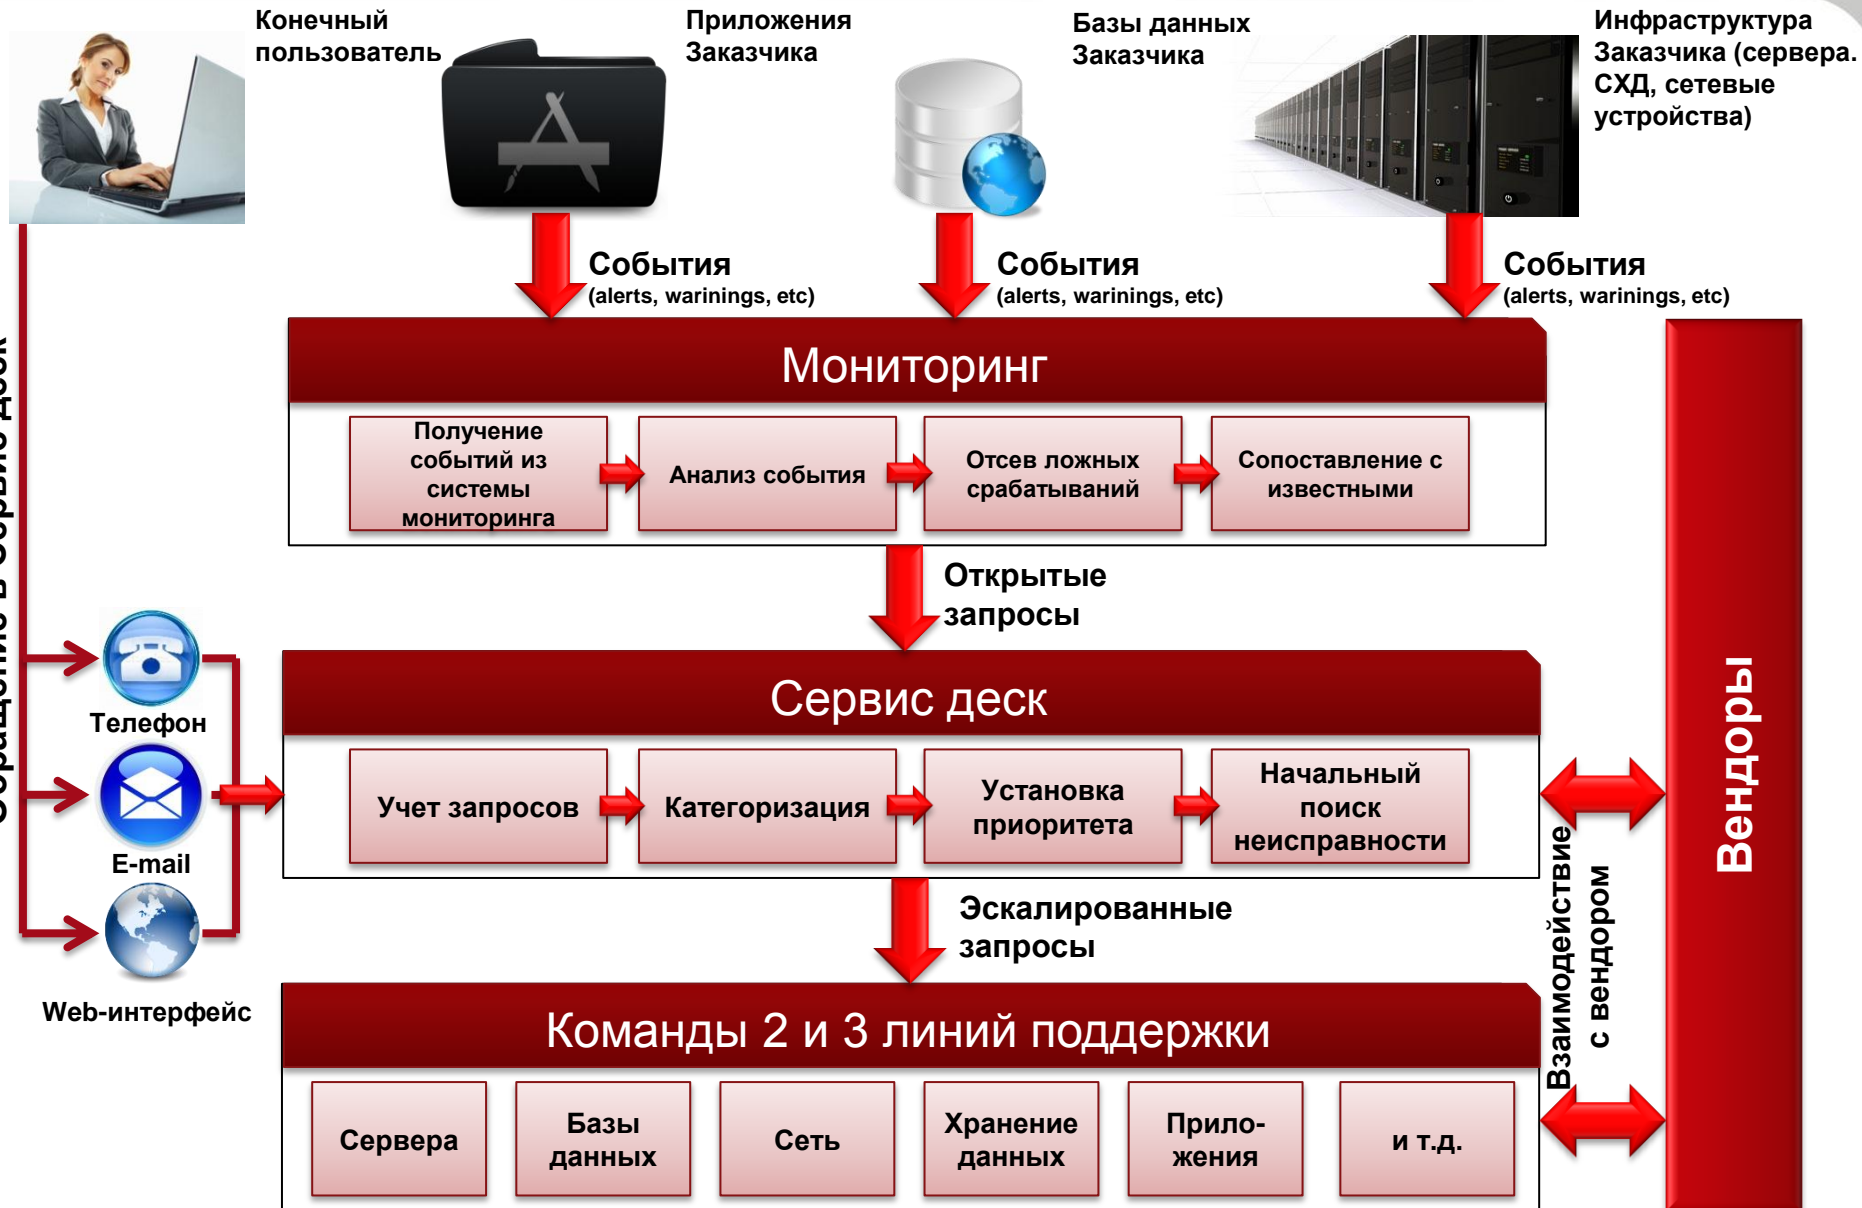 Конечный
пользователь
Приложения
Заказчика
Базы данных
Заказчика
Инфраструктура
Заказчика (сервера.
СХД, сетевые
устройства)
События
(alerts, warinings, etc)
События
(alerts, warinings, etc)
События
(alerts, warinings, etc)
Мониторинг
Получение
событий из
системы
мониторинга
Анализ события
Отсев ложных
срабатываний
Сопоставление с
известными
Открытые
запросы
Обращение в Сервис деск
Телефон
E-mail
Web-интерфейс
Сервис деск
Учет запросов
Категоризация
Установка
приоритета
Начальный
поиск
неисправности
Эскалированные
запросы
Взаимодействие
с вендором
Вендоры
Команды 2 и 3 линий поддержки
Сервера
Базы
данных
Сеть
Хранение
данных
Прило-
жения
и т.д.